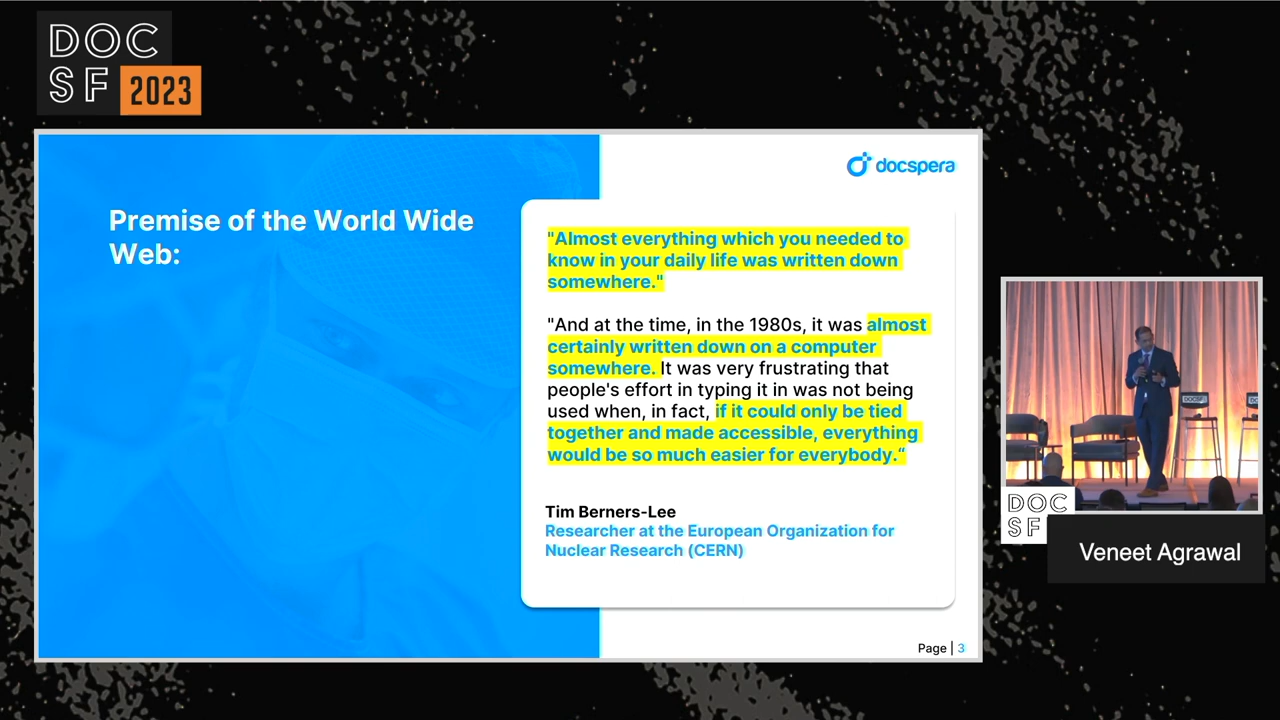 DOC
SF 2023
docspera
Premise of the World Wide
Web:
"Almost everything which you needed to
know in your daily life was written down
somewhere."
"And at the time, in the 1980s, it was almost
certainly written down on a computer
somewhere. It was very frustrating that
people's effort in typing it in was not being
used when, in fact, if it could only be tied
together and made accessible, everything
would be so much easier for everybody.“
Tim Berners-Lee
Researcher at the European Organization for
Nuclear Research (CERN)
Page | 3
DOCSF
DOC
SF
Veneet Agrawal